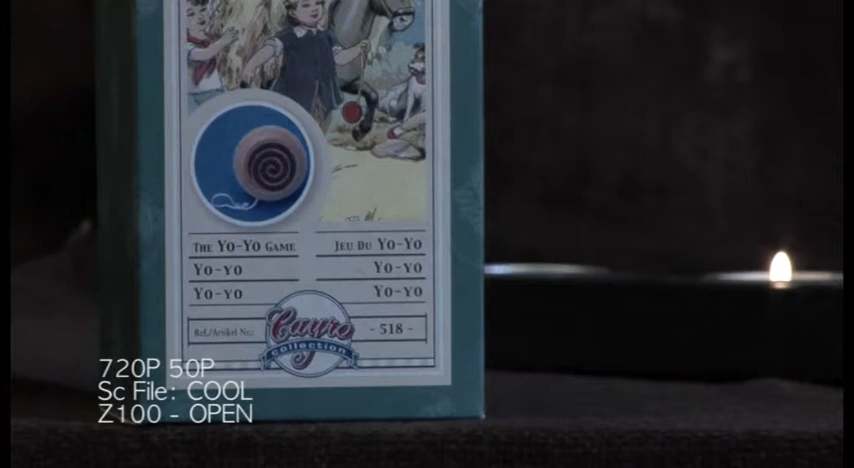 THE YO-YO GAME
JEU DU YO-YO
YO-YO
YO-YO
YO-YO
YO-YO
Ref./Artikel Nr.:
Cayro
collection
- 518 -
720P 50P
Sc File: COOL
Z100 - OPEN